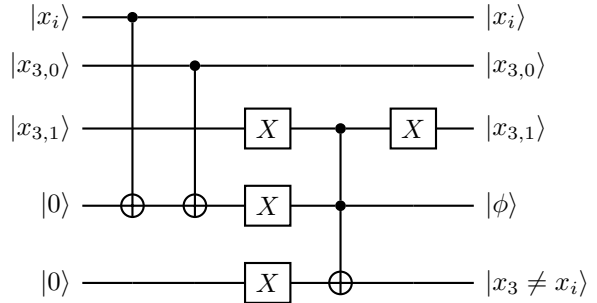 |x_i⟩ |x_i⟩
|x_{3,0}⟩ |x_{3,0}⟩
|x_{3,1}⟩ X X |x_{3,1}⟩
|0⟩ X |ϕ⟩
|0⟩ X |x_3 ≠ x_i⟩